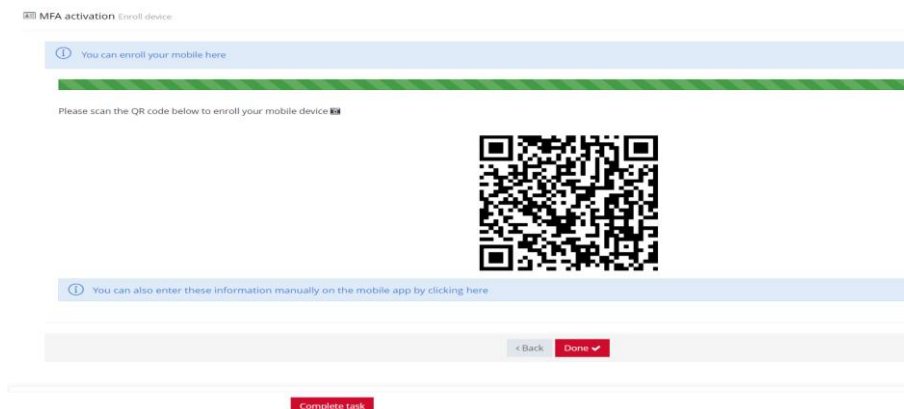 MFA activation Enroll device
You can enroll your mobile here
Please scan the QR code below to enroll your mobile device
You can also enter these information manually on the mobile app by clicking here
< Back Done ✔
Complete task